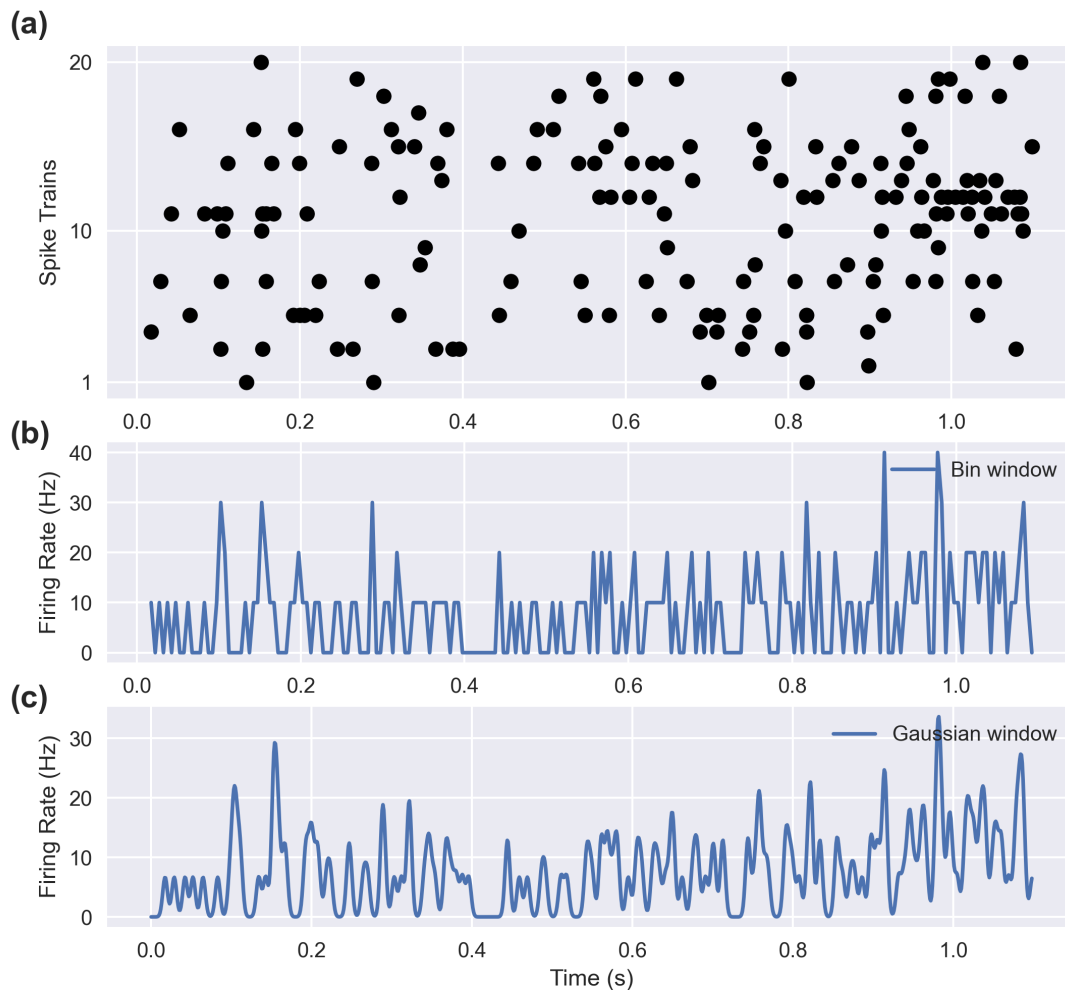 (a)
20
10
1
Spike Trains
0.0 0.2 0.4 0.6 0.8 1.0
(b)
40
30
20
10
0
Firing Rate (Hz)
Bin window
0.0 0.2 0.4 0.6 0.8 1.0
(c)
30
20
10
0
Firing Rate (Hz)
Gaussian window
0.0 0.2 0.4 0.6 0.8 1.0
Time (s)